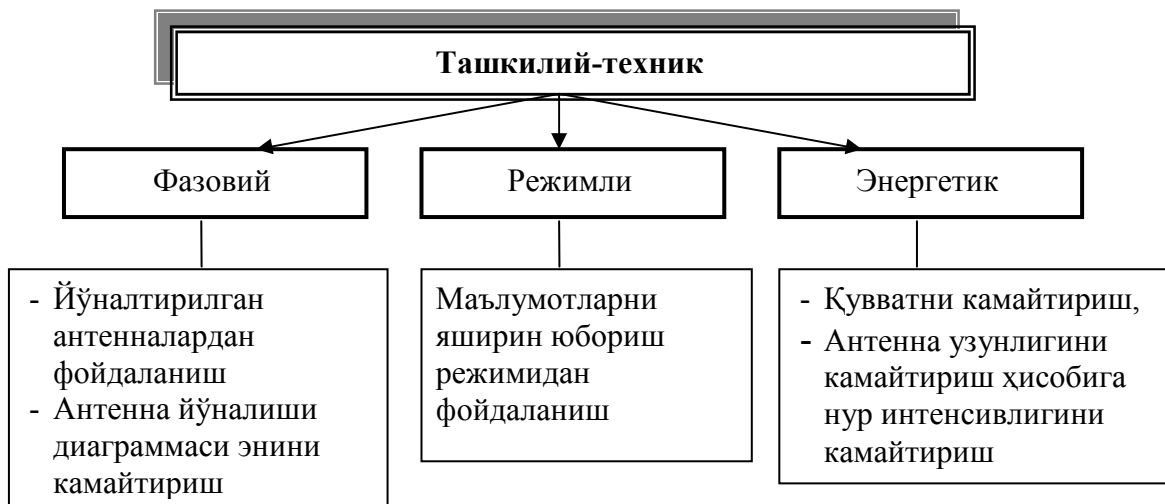 Ташкилий-техник
Фазовий
Режимли
Энергетик
- Йўналтирилган
антенналардан
фойдаланиш
- Антенна йўналиши
диаграммаси энини
камайтириш
Маълумотларни
яширин юбориш
режимидан
фойдаланиш
- Қувватни камайтириш,
- Антенна узунлигини
камайтириш ҳисобига
нур интенсивлигини
камайтириш